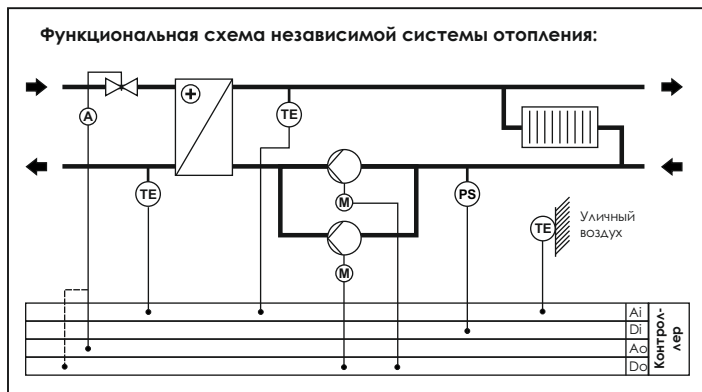 Функциональная схема независимой системы отопления:
A
TE
TE
M
M
PS
TE
Уличный
воздух
Ai
Di
Ao
Do
Контрол-
лер